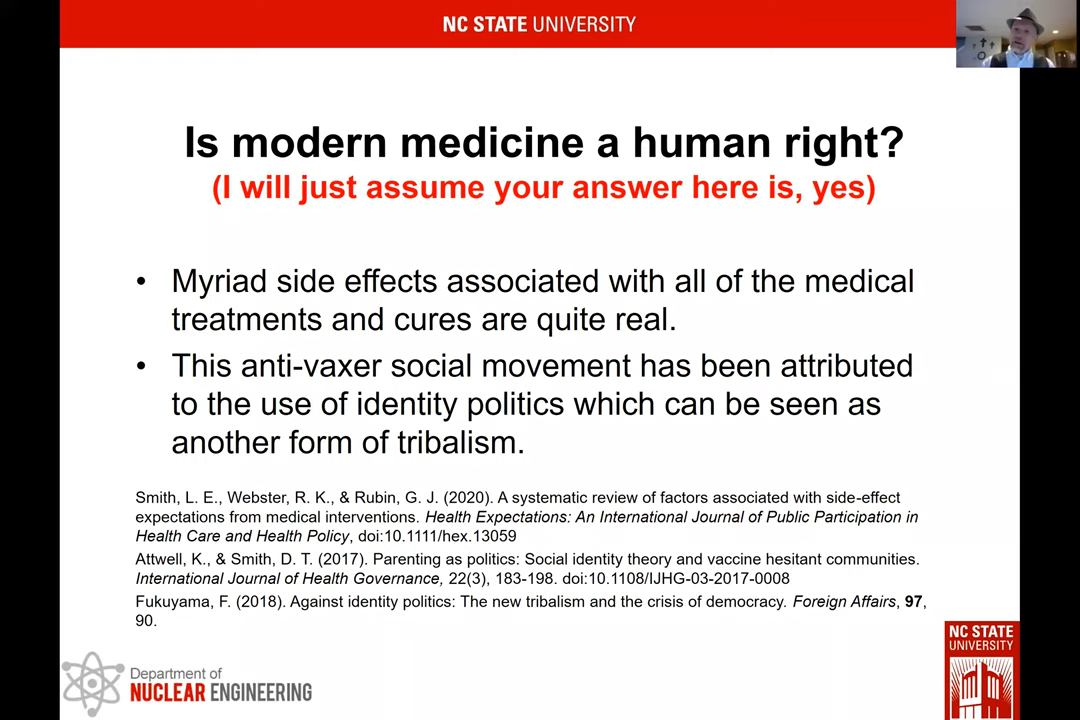 NC STATE UNIVERSITY
Is modern medicine a human right?
(I will just assume your answer here is, yes)
• Myriad side effects associated with all of the medical
treatments and cures are quite real.
• This anti-vaxer social movement has been attributed
to the use of identity politics which can be seen as
another form of tribalism.
Smith, L. E., Webster, R. K., & Rubin, G. J. (2020). A systematic review of factors associated with side-effect
expectations from medical interventions. Health Expectations: An International Journal of Public Participation in
Health Care and Health Policy, doi:10.1111/hex.13059
Attwell, K., & Smith, D. T. (2017). Parenting as politics: Social identity theory and vaccine hesitant communities.
International Journal of Health Governance, 22(3), 183-198. doi:10.1108/IJHG-03-2017-0008
Fukuyama, F. (2018). Against identity politics: The new tribalism and the crisis of democracy. Foreign Affairs, 97,
90.
Department of
NUCLEAR ENGINEERING
NC STATE
UNIVERSITY